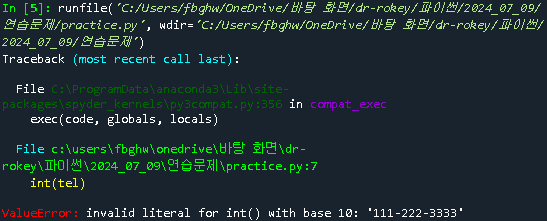 In [5]: runfile('C:/Users/fbghw/OneDrive/바탕 화면/dr-rokey/파이썬/2024_07_09/
연습문제/practice.py', wdir='C:/Users/fbghw/OneDrive/바탕 화면/dr-rokey/파이썬/
2024_07_09/연습문제')
Traceback (most recent call last):
File C:\ProgramData\anaconda3\Lib\site-
packages\spyder_kernels\py3compat.py:356 in compat_exec
exec(code, globals, locals)
File c:\users\fbghw\onedrive\바탕 화면\dr-
rokey\파이썬\2024_07_09\연습문제\practice.py:7
int(tel)
ValueError: invalid literal for int() with base 10: '111-222-3333'